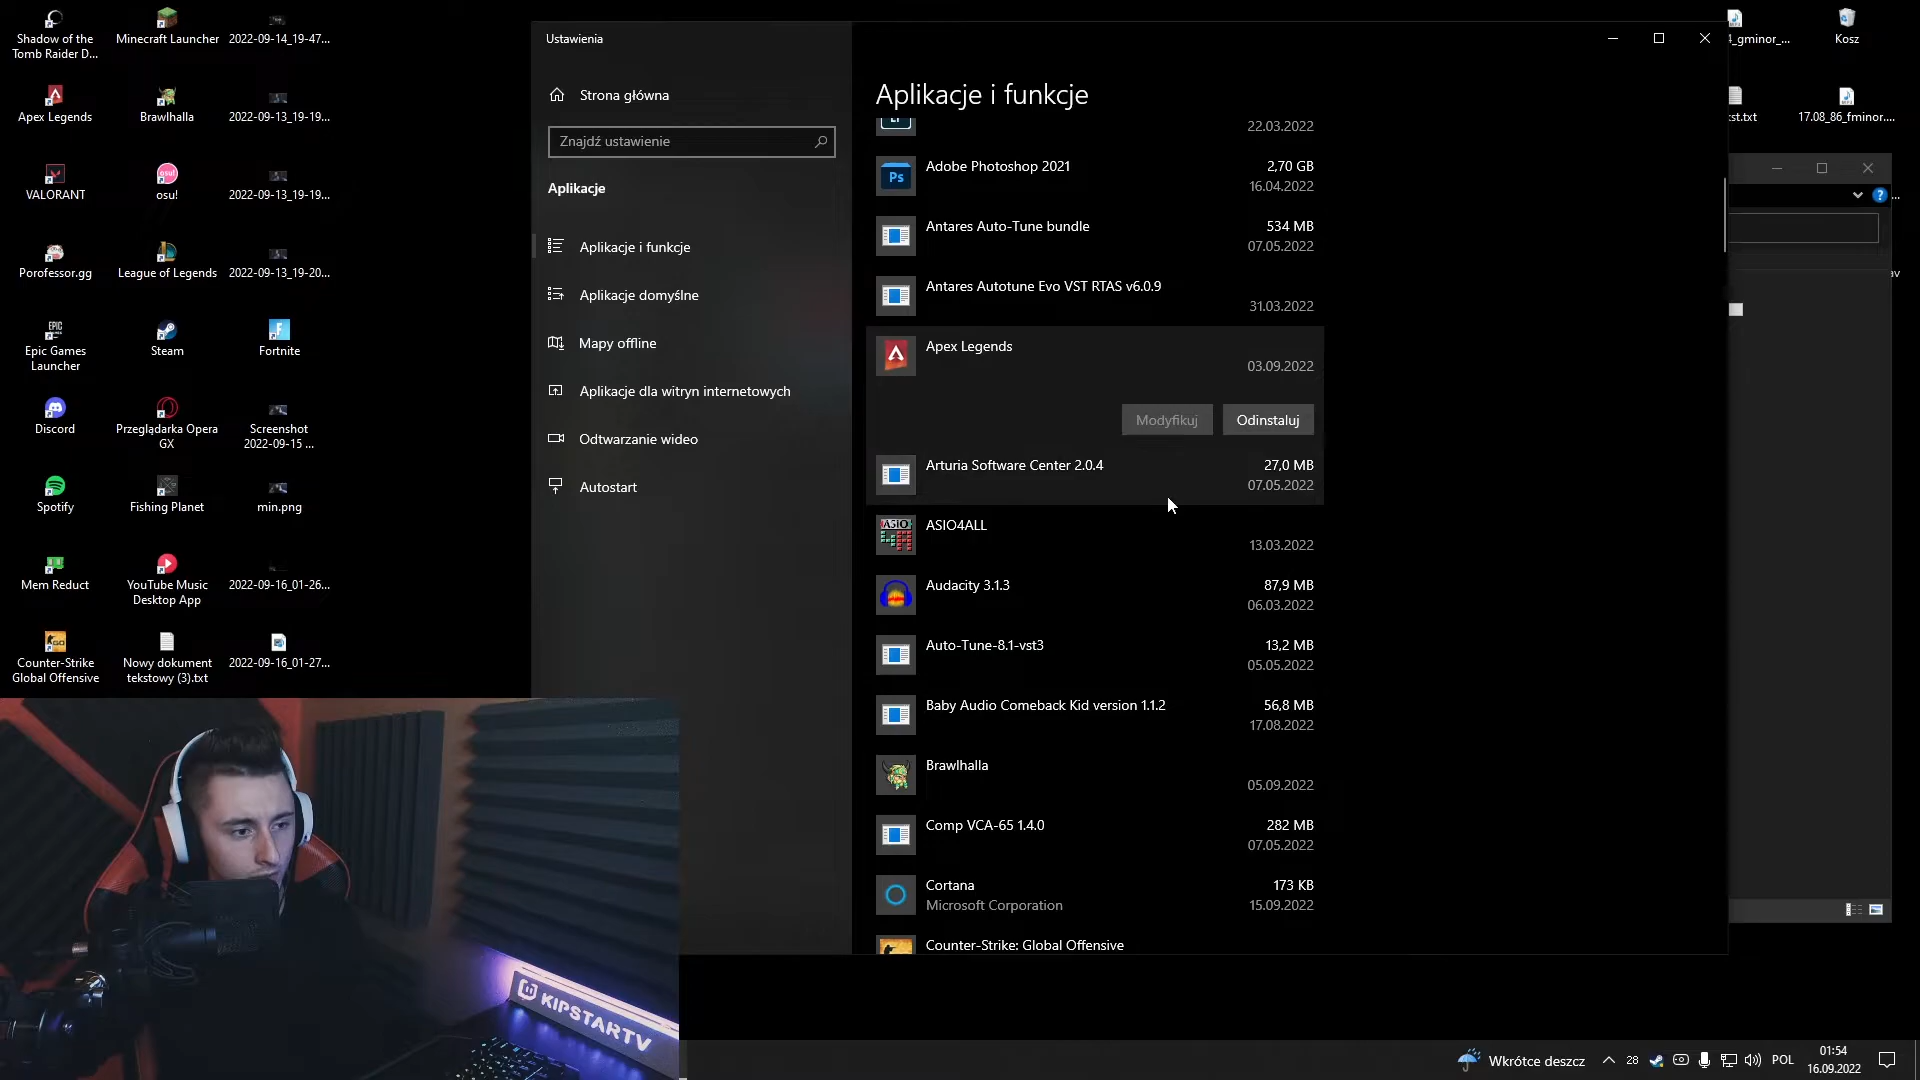 Shadow of the
Tomb Raider D...
Minecraft Launcher
2022-09-14_19-47...
Apex Legends
Brawlhalla
2022-09-13_19-19...
VALORANT
osu!
2022-09-13_19-19...
Porofessor.gg
League of Legends
2022-09-13_19-20...
EPIC
GAMES
Epic Games
Launcher
Steam
Fortnite
Discord
Przeglądarka Opera
GX
Screenshot
2022-09-15 ...
Spotify
Fishing Planet
min.png
Mem Reduct
YouTube Music
Desktop App
2022-09-16_01-26...
Counter-Strike
Global Offensive
Nowy dokument
tekstowy (3).txt
2022-09-16_01-27...
Ustawienia
Strona główna
Znajdź ustawienie
Aplikacje
Aplikacje i funkcje
Aplikacje domyślne
Mapy offline
Aplikacje dla witryn internetowych
Odtwarzanie wideo
Autostart
Aplikacje i funkcje
22.03.2022
Ps
Adobe Photoshop 2021
2,70 GB
16.04.2022
Antares Auto-Tune bundle
534 MB
07.05.2022
Antares Autotune Evo VST RTAS v6.0.9
31.03.2022
Apex Legends
03.09.2022
Modyfikuj
Odinstaluj
Arturia Software Center 2.0.4
27,0 MB
07.05.2022
ASIO
ASIO4ALL
13.03.2022
Audacity 3.1.3
87,9 MB
06.03.2022
Auto-Tune-8.1-vst3
13,2 MB
05.05.2022
Baby Audio Comeback Kid version 1.1.2
56,8 MB
17.08.2022
Brawlhalla
05.09.2022
Comp VCA-65 1.4.0
282 MB
07.05.2022
Cortana
173 KB
Microsoft Corporation
15.09.2022
Counter-Strike: Global Offensive
_gminor_...
Kosz
st.txt
17.08_86_fminor....
KIPSTARTV
Wkrótce deszcz
28
POL
01:54
16.09.2022